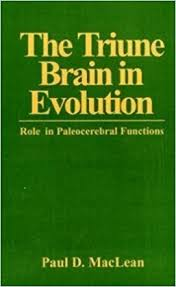 The Triune
Brain in
Evolution
Role in Paleocerebral Functions
Paul D. MacLean